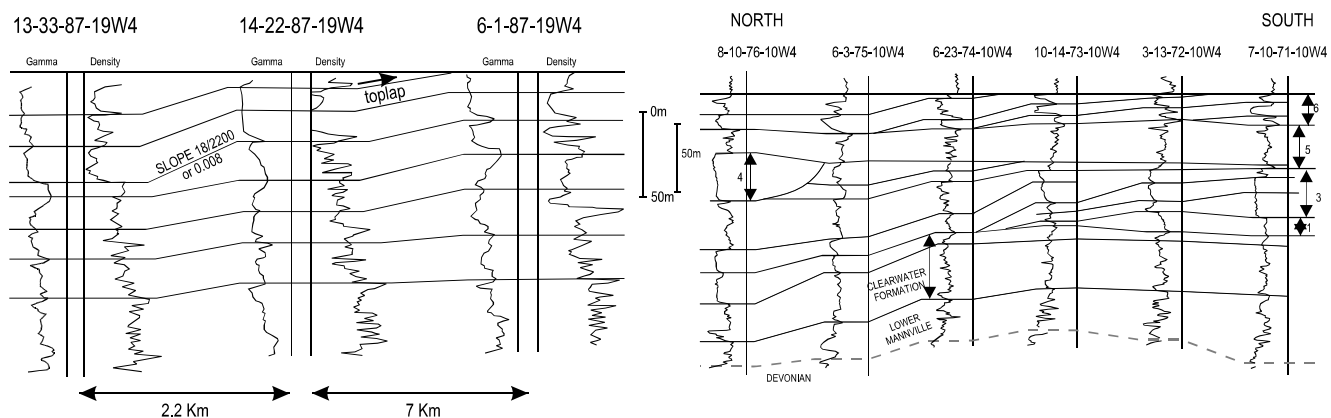 13-33-87-19W4 14-22-87-19W4 6-1-87-19W4
Gamma Density Gamma Density Gamma Density
toplap
SLOPE 18/2200
or 0.008
0m
50m
2.2 Km 7 Km
NORTH SOUTH
8-10-76-10W4 6-3-75-10W4 6-23-74-10W4 10-14-73-10W4 3-13-72-10W4 7-10-71-10W4
50m
6
5
4
3
1
CLEARWATER
FORMATION
LOWER
MANNVILLE
DEVONIAN